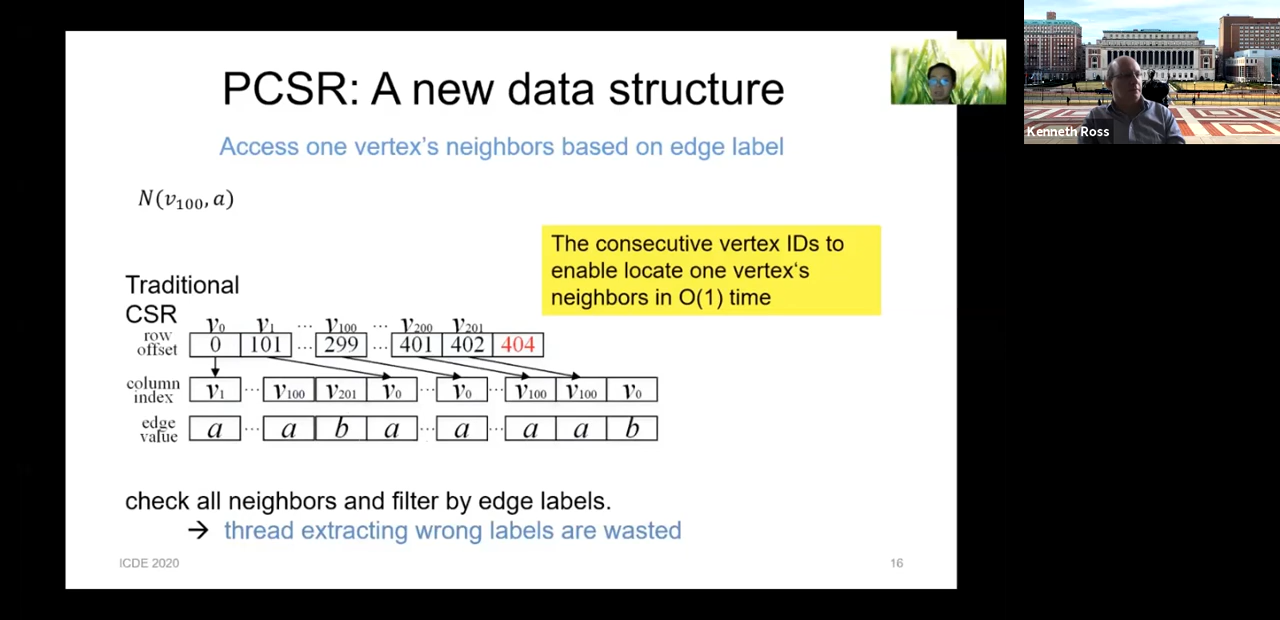 PCSR: A new data structure
Access one vertex's neighbors based on edge label
N(v₁₀₀, a)
The consecutive vertex IDs to
enable locate one vertex's
neighbors in O(1) time
Traditional
CSR
v₀ v₁ ... v₁₀₀ ... v₂₀₀ v₂₀₁
row
offset
0 101 ... 299 ... 401 402 404
column
index
v₁ ... v₁₀₀ v₂₀₁ v₀ ... v₀ ... v₁₀₀ v₁₀₀ v₀
edge
value
a ... a b a ... a ... a a b
check all neighbors and filter by edge labels.
→ thread extracting wrong labels are wasted
ICDE 2020
16
Kenneth Ross